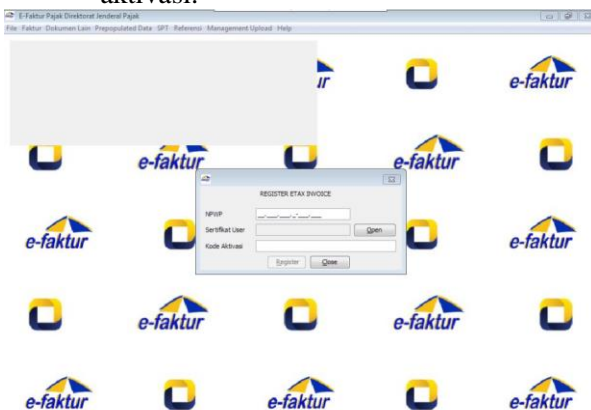 aktivasi.
E-Faktur Pajak Direktorat Jenderal Pajak
File Faktur Dokumen Lain Prepopulated Data SPT Referensi Management Upload Help
ur
e-faktur
e-faktur
e-faktur
REGISTER ETAX INVOICE
NPWP
Sertifikat User
Open
Kode Aktivasi
Register Close
e-faktur
e-faktur
e-faktur
e-faktur
e-faktur
e-faktur
e-faktur